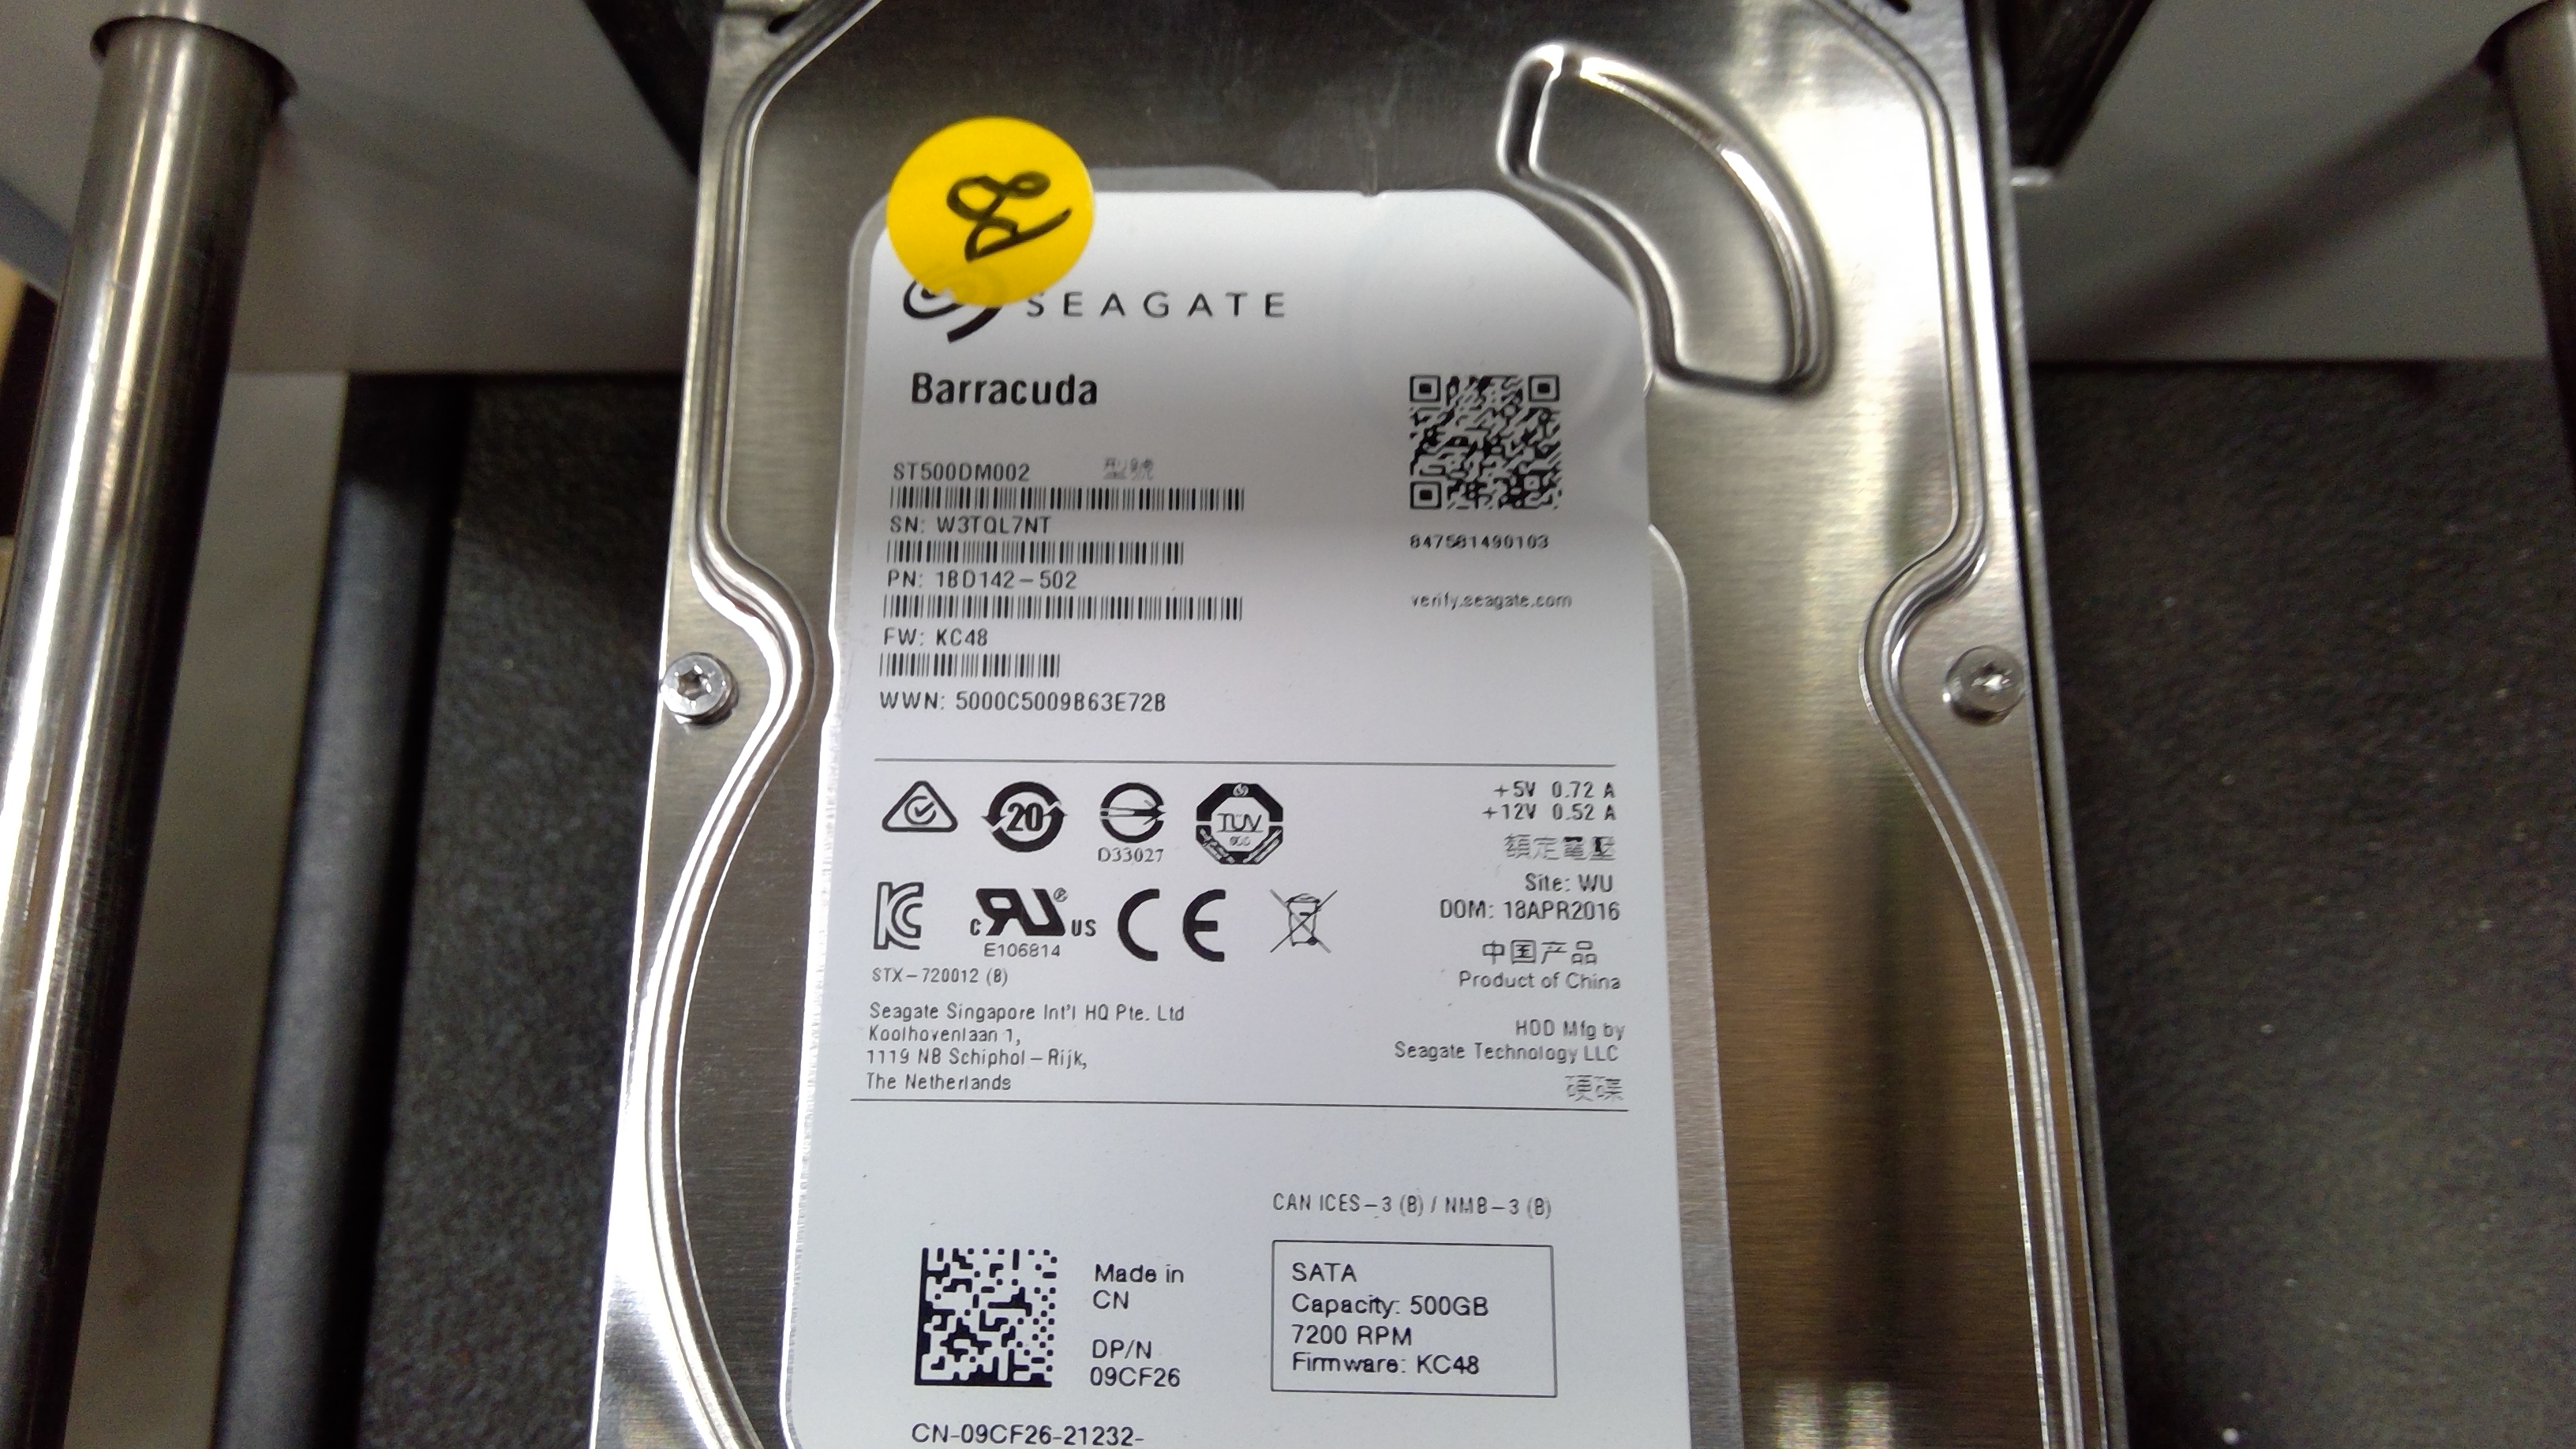 SEAGATE
Barracuda
ST500DM002 型號
SN: W3TQL7NT
PN: 1BD142-502
FW: KC48
WWN: 5000C5009B63E72B
847581490103
verify.seagate.com
20
D33027
TÜV
+5V 0.72 A
+12V 0.52 A
額定電壓
Site: WU
DOM: 18APR2016
中国产品
Product of China
HDD Mfg by
Seagate Technology LLC
硬碟
c UR ® US
E106814
CE
STX-720012 (B)
Seagate Singapore Int'l HQ Pte. Ltd
Koolhovenlaan 1,
1119 NB Schiphol-Rijk,
The Netherlands
CAN ICES-3 (B) / NMB-3 (B)
Made in
CN
DP/N
09CF26
SATA
Capacity: 500GB
7200 RPM
Firmware: KC48
CN-09CF26-21232-